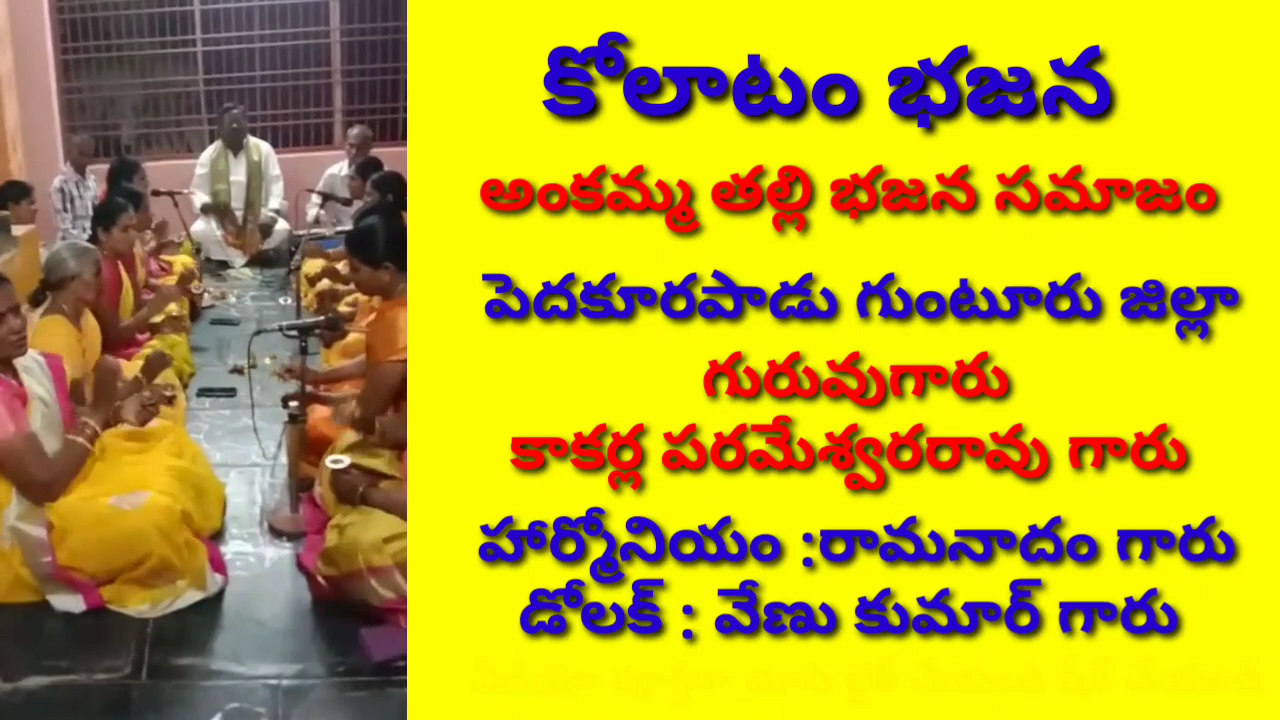 కోలాటం భజన
అంకమ్మ తల్లి భజన సమాజం
పెదకూరపాడు గుంటూరు జిల్లా
గురువుగారు
కాకర్ల పరమేశ్వరరావు గారు
హార్మోనియం :రామనాదం గారు
డోలక్ : వేణు కుమార్ గారు